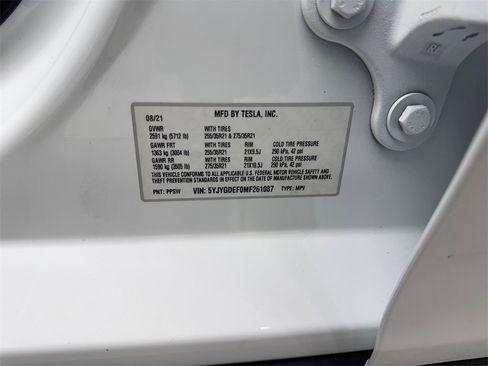 08/21 MFD BY TESLA, INC.
GVWR WITH TIRES
2591 kg (5712 lb) 255/35R21 & 275/35R21
GAWR FRT WITH TIRES RIM COLD TIRE PRESSURE
1363 kg (3004 lb) 255/35R21 21X9.5J 290 kPa, 42 psi
GAWR RR WITH TIRES RIM COLD TIRE PRESSURE
1590 kg (3505 lb) 275/35R21 21X10.5J 290 kPa, 42 psi
THIS VEHICLE CONFORMS TO ALL APPLICABLE U.S. FEDERAL MOTOR VEHICLE SAFETY AND
THEFT PREVENTION STANDARDS IN EFFECT ON THE DATE OF MANUFACTURE SHOWN ABOVE.
PNT: PPSW VIN: 5YJYGDEF0MF261087 TYPE: MPV